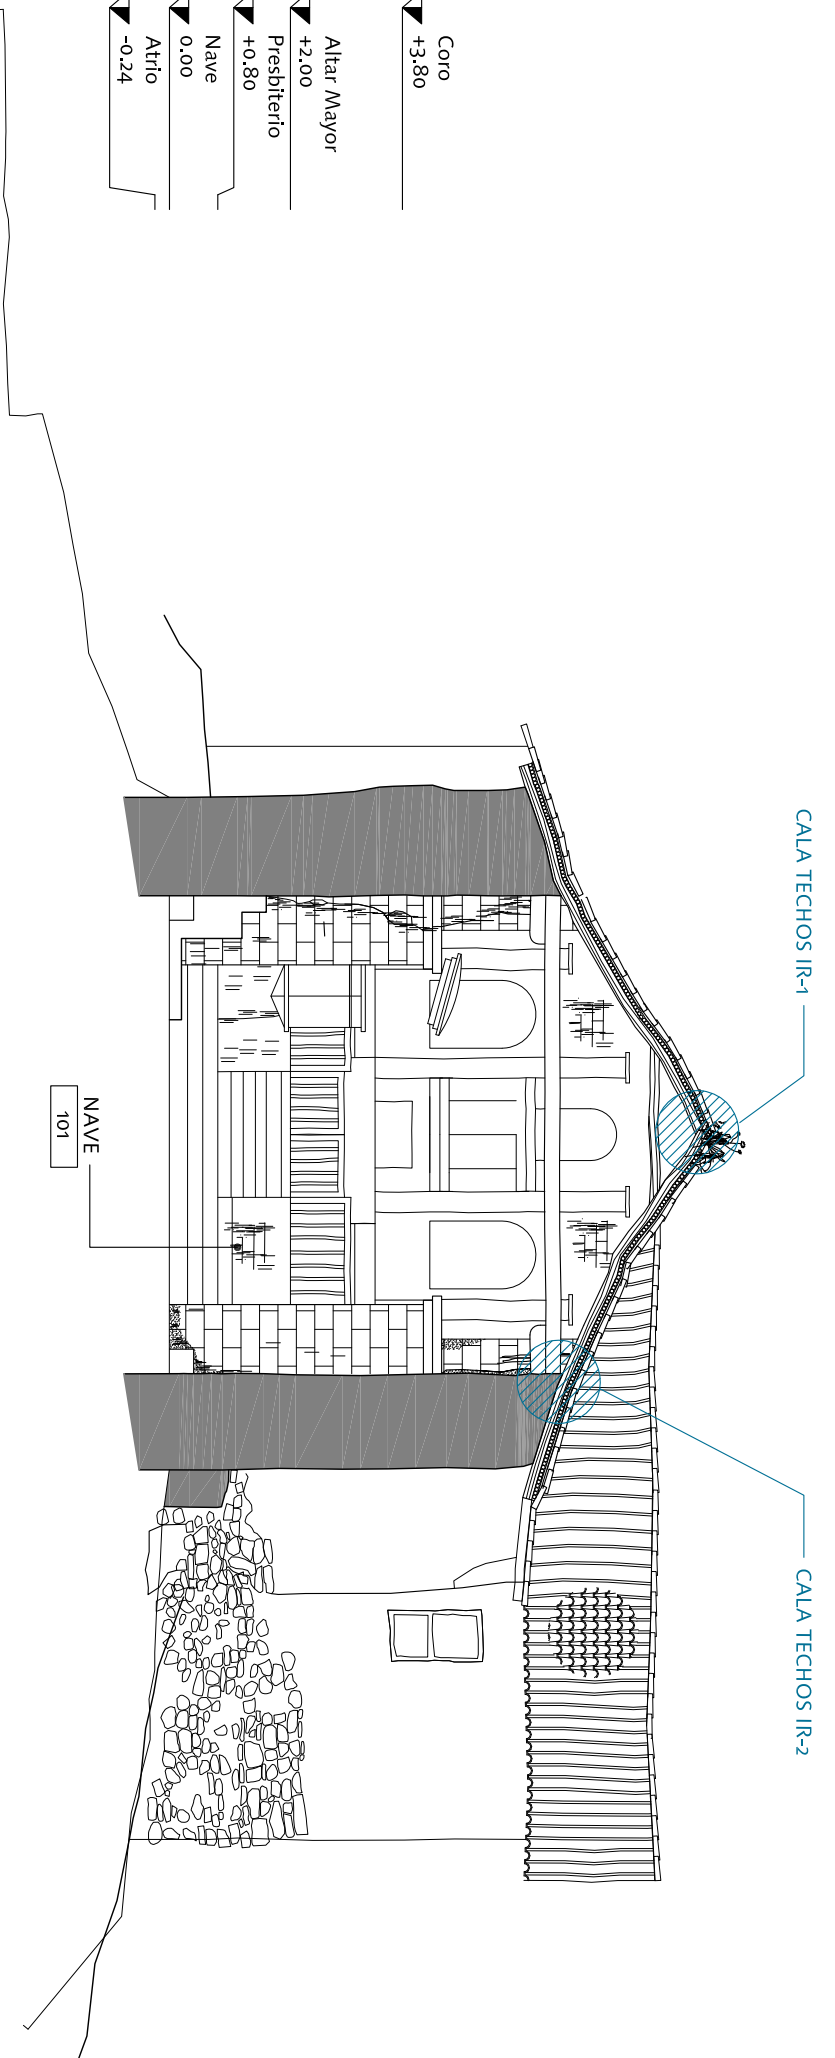 Coro
+3.80
Altar Mayor
+2.00
Presbiterio
+0.80
Nave
0.00
Atrio
-0.24
CALA TECHOS IR-1
CALA TECHOS IR-2
NAVE
101